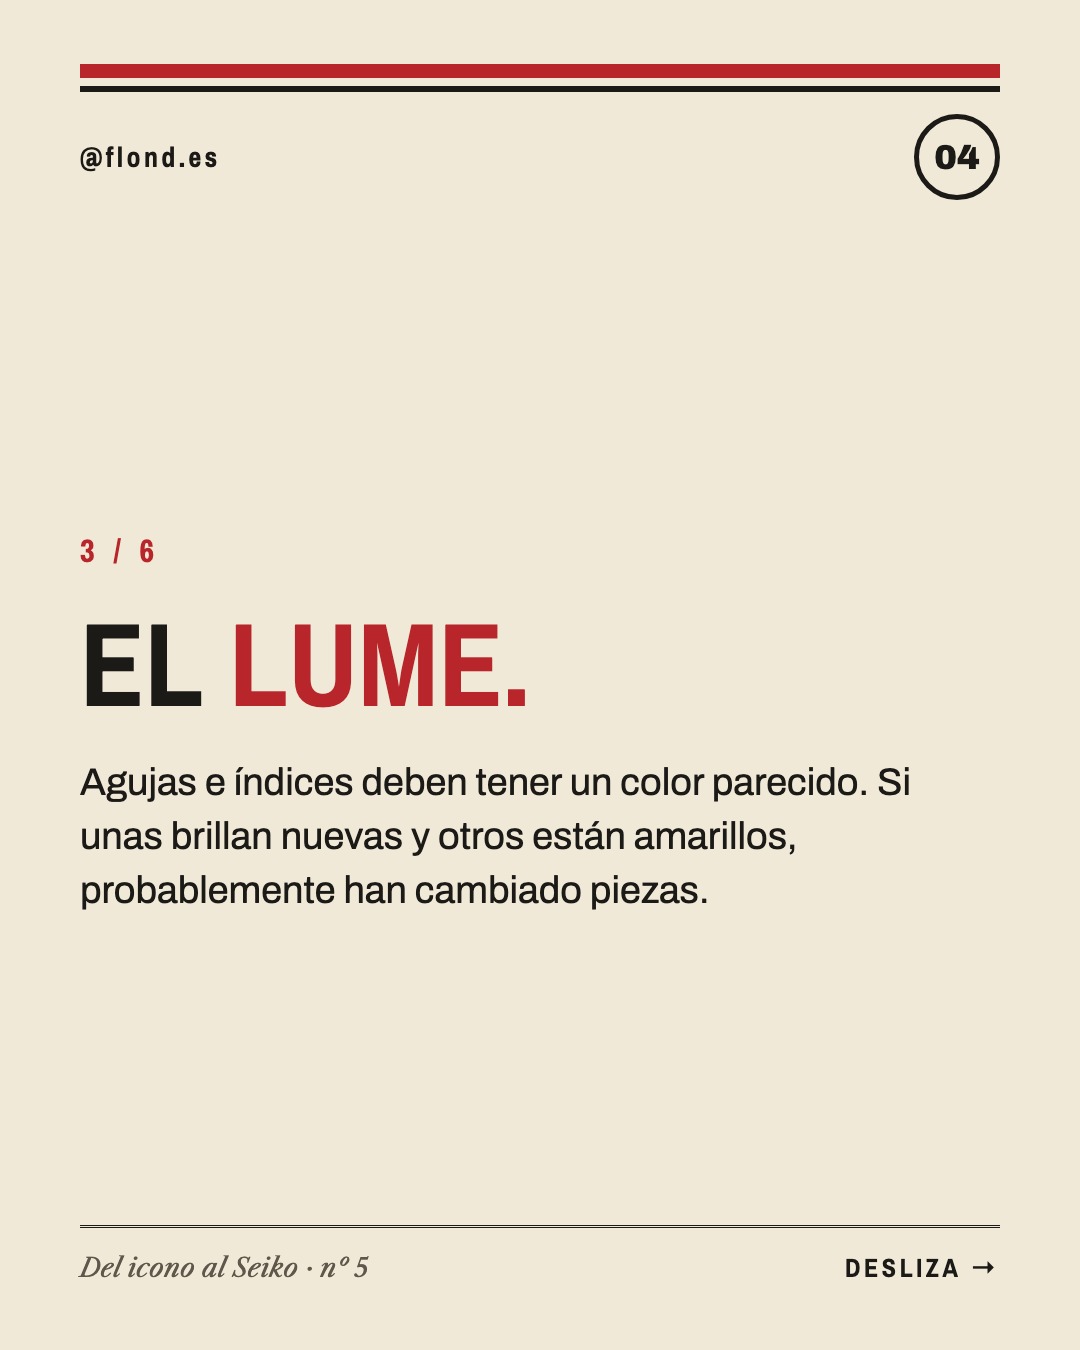 @flond.es
04
3 / 6
EL LUME.
Agujas e índices deben tener un color parecido. Si
unas brillan nuevas y otros están amarillos,
probablemente han cambiado piezas.
Del icono al Seiko · nº 5
DESLIZA →